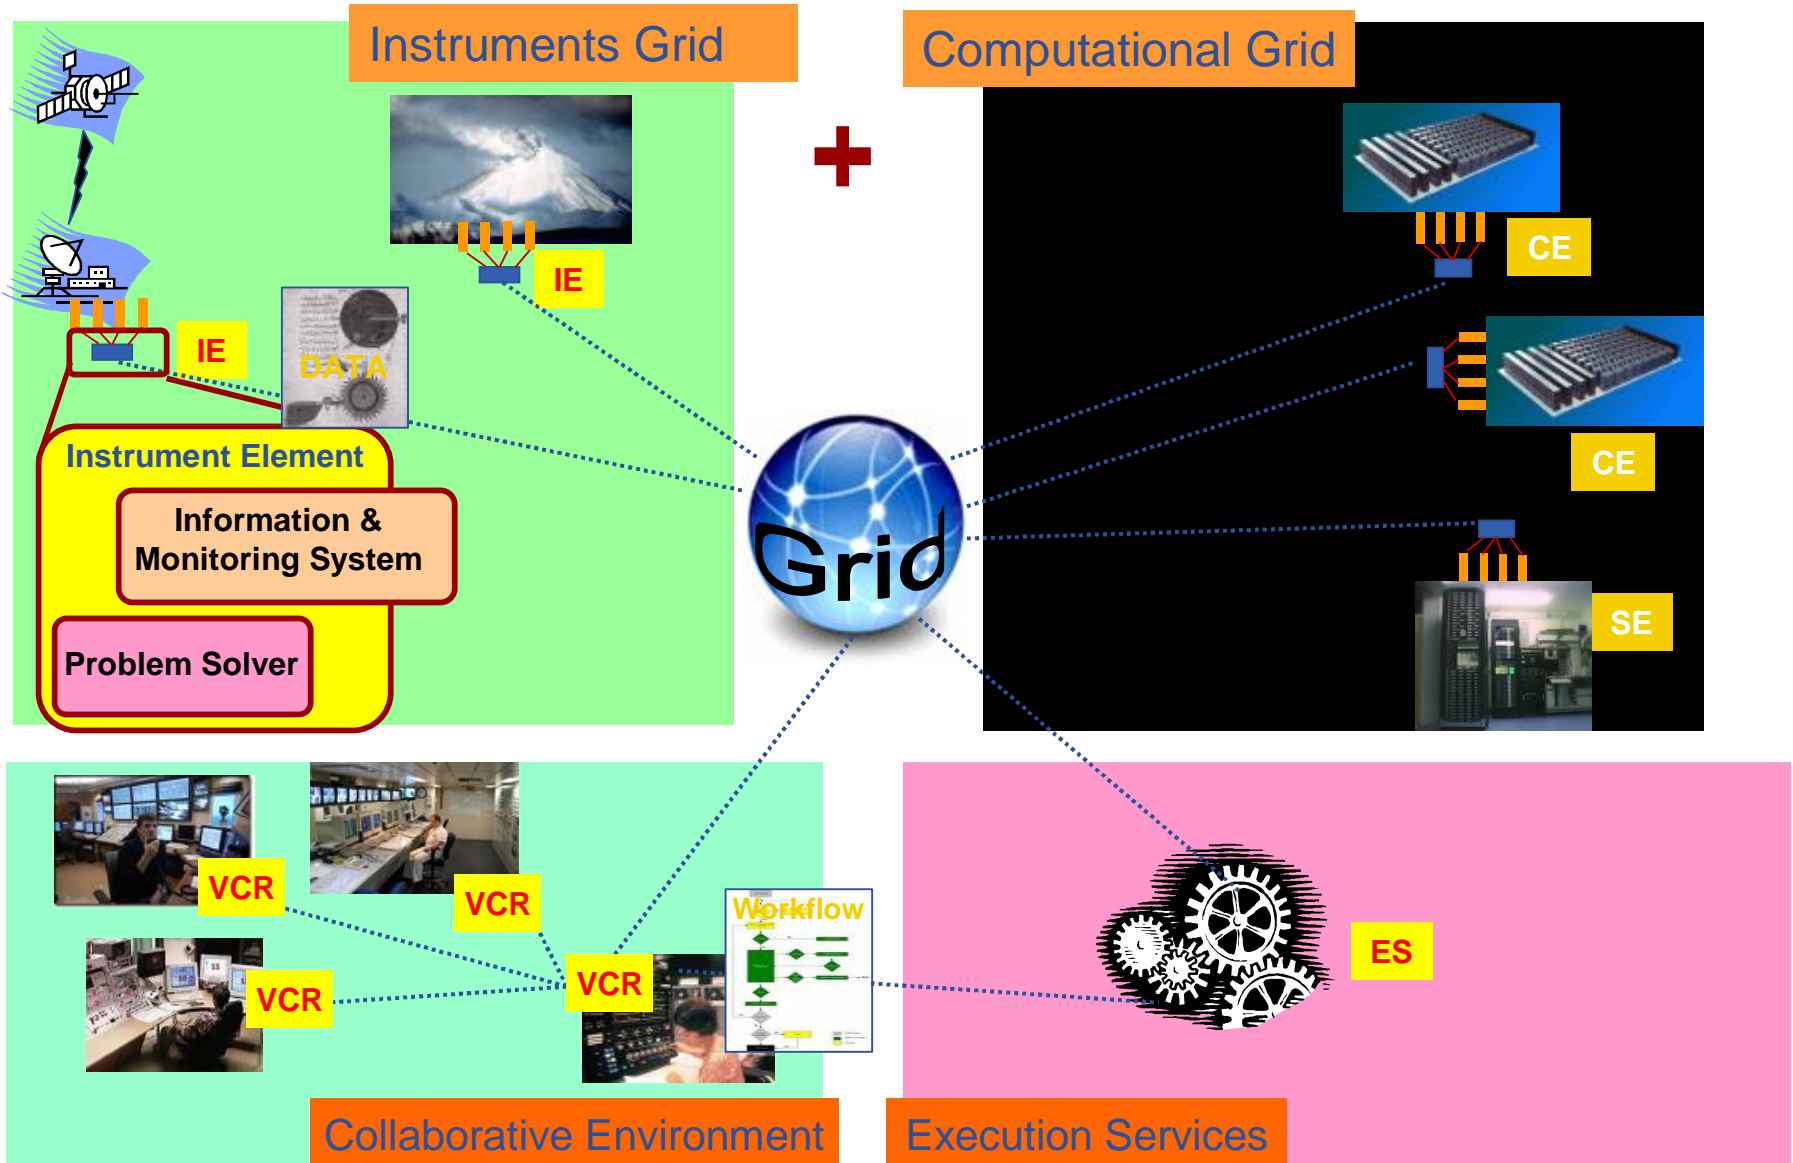 Instruments Grid
Computational Grid
CE
IE
IE
DATA
CE
Instrument Element
Information &
Monitoring System
Grid
SE
Problem Solver
VCR
VCR
Workflow
VCR
VCR
ES
Collaborative Environment
Execution Services